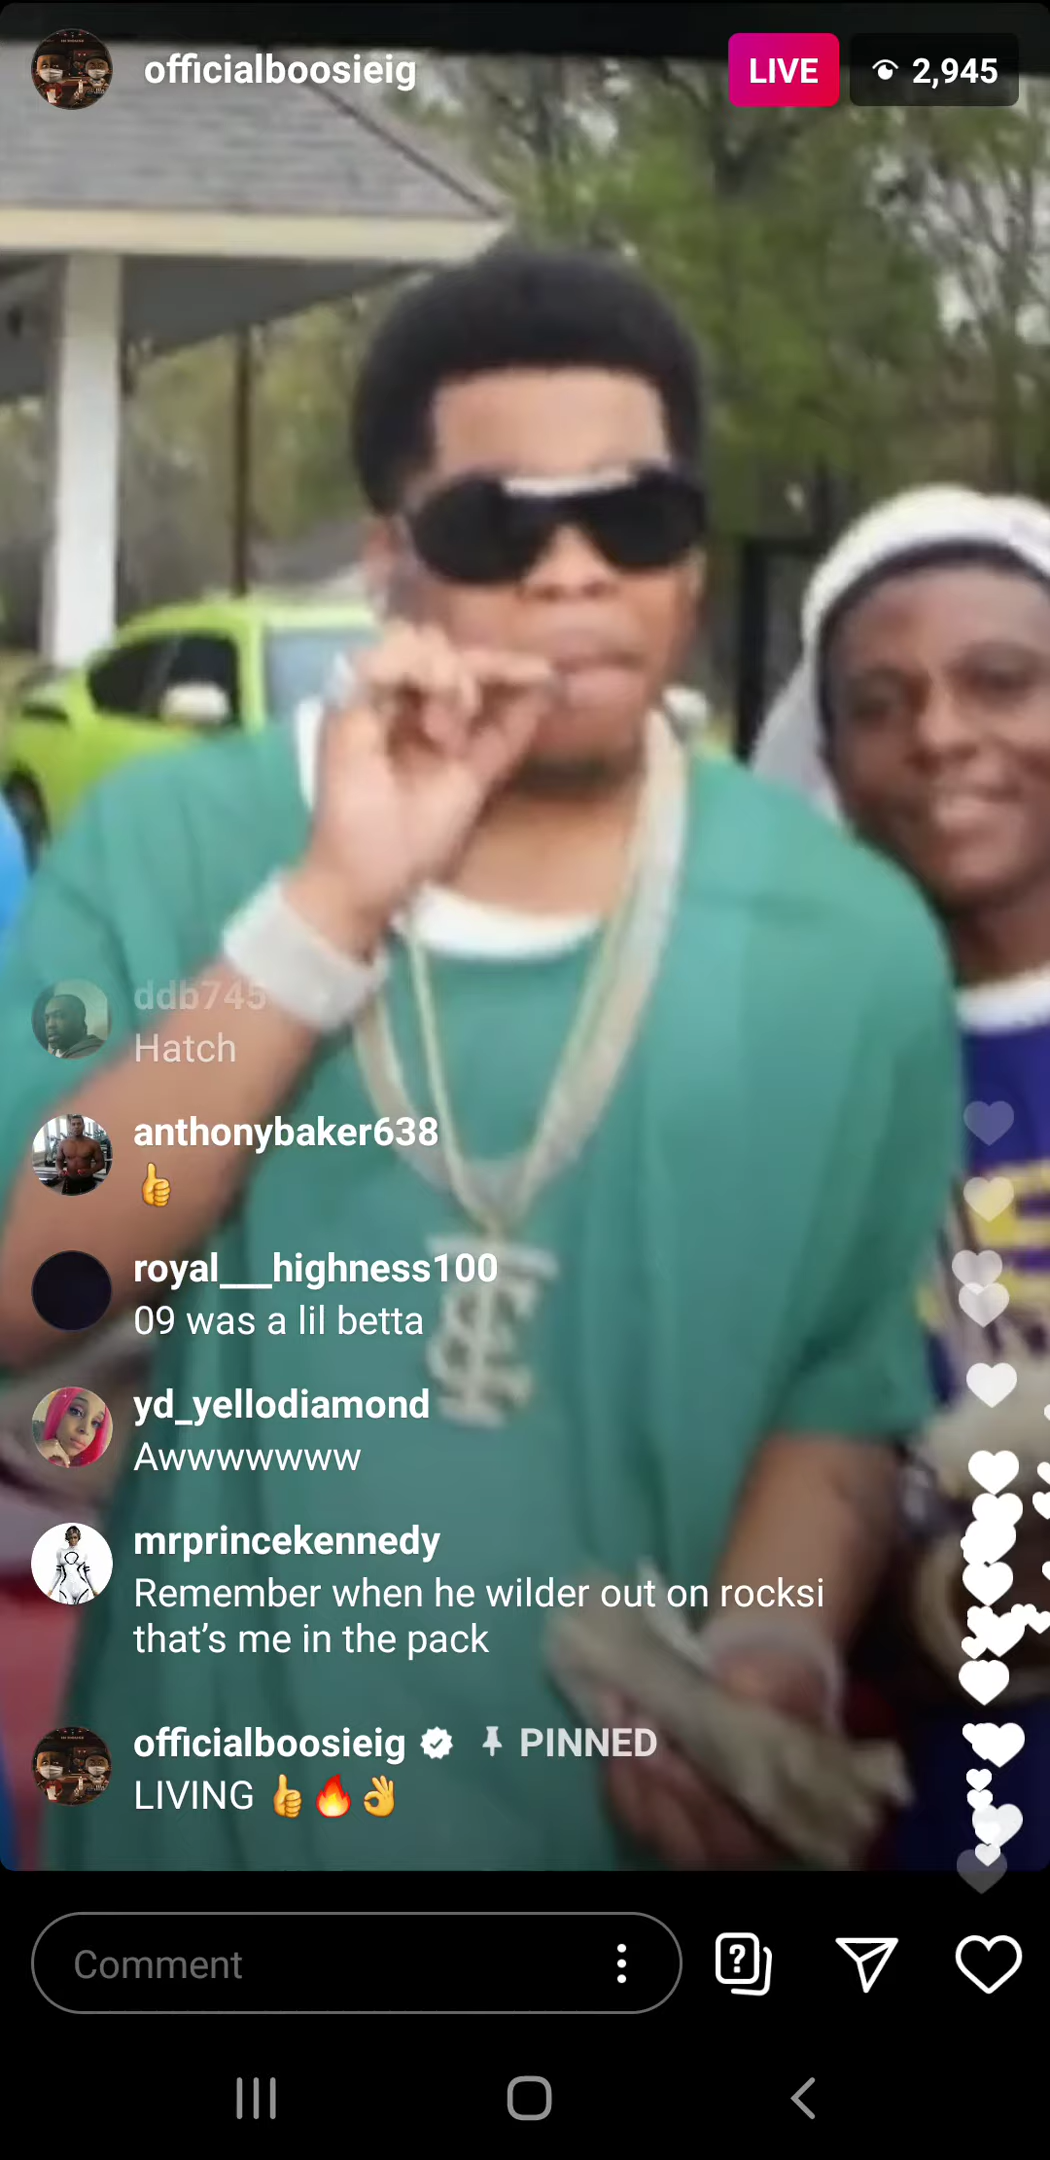 officialboosieig
LIVE
2,945
ddb745
Hatch
anthonybaker638
👍
royal___highness100
09 was a lil betta
yd_yellodiamond
Awwwwwww
mrprincekennedy
Remember when he wilder out on rocksi
that's me in the pack
officialboosieig PINNED
LIVING 👍🔥👌
Comment
?